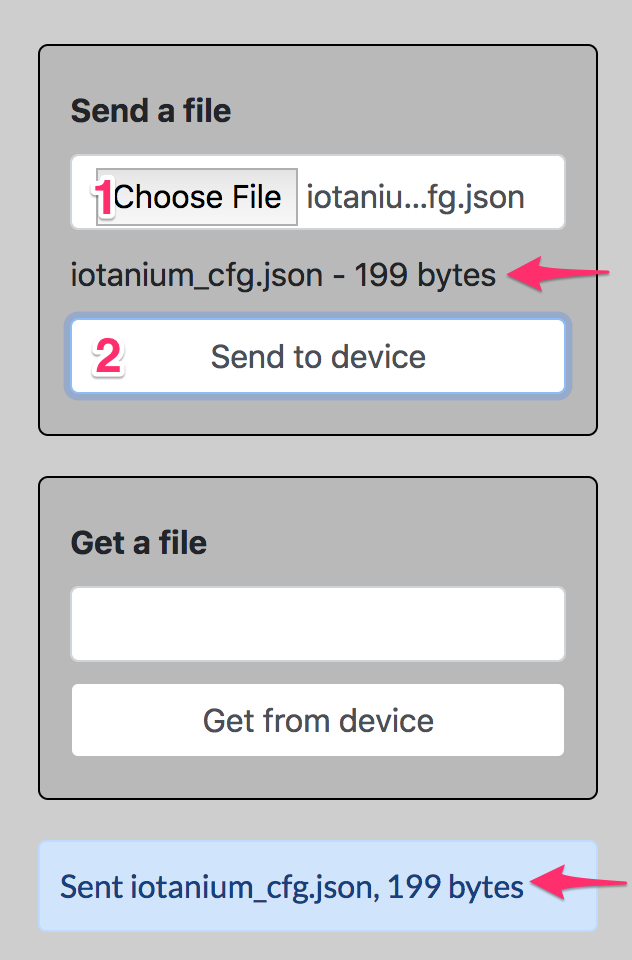 Send a file
1 Choose File iotaniu...fg.json
iotanium_cfg.json - 199 bytes
2 Send to device
Get a file
Get from device
Sent iotanium_cfg.json, 199 bytes